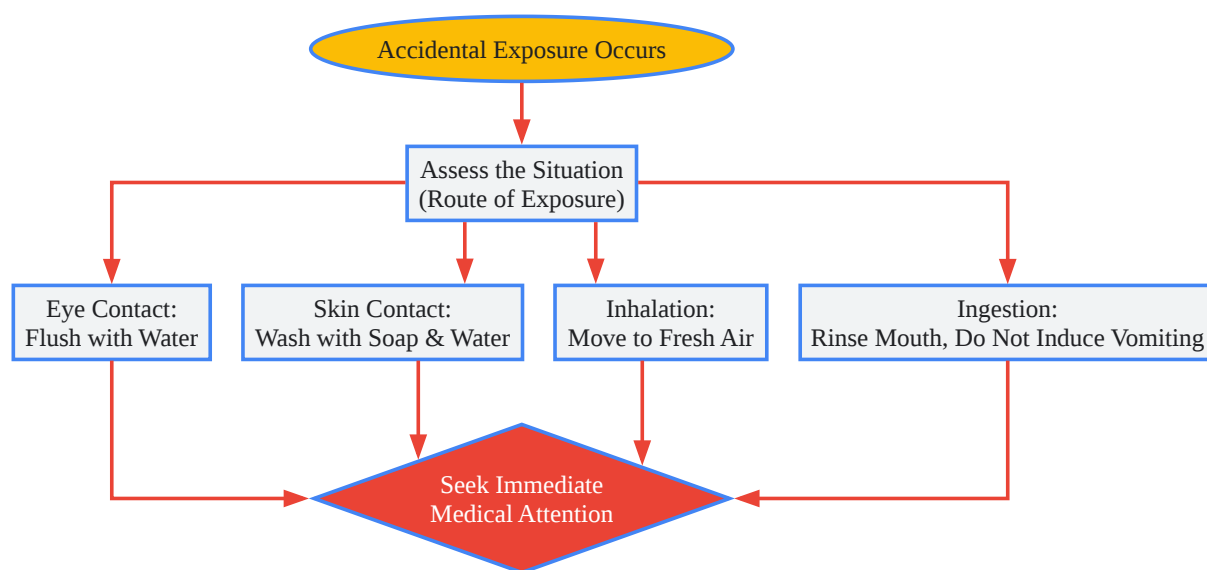 Accidental Exposure Occurs
Assess the Situation
(Route of Exposure)
Eye Contact:
Flush with Water
Skin Contact:
Wash with Soap & Water
Inhalation:
Move to Fresh Air
Ingestion:
Rinse Mouth, Do Not Induce Vomiting
Seek Immediate
Medical Attention